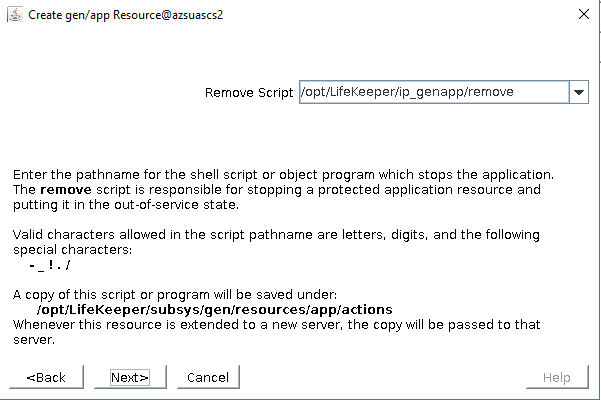 Create gen/app Resource@azsuascs2
Remove Script /opt/LifeKeeper/ip_genapp/remove
Enter the pathname for the shell script or object program which stops the application.
The remove script is responsible for stopping a protected application resource and
putting it in the out-of-service state.
Valid characters allowed in the script pathname are letters, digits, and the following
special characters:
- _ ! . /
A copy of this script or program will be saved under:
/opt/LifeKeeper/subsys/gen/resources/app/actions
Whenever this resource is extended to a new server, the copy will be passed to that
server.
<Back Next> Cancel Help